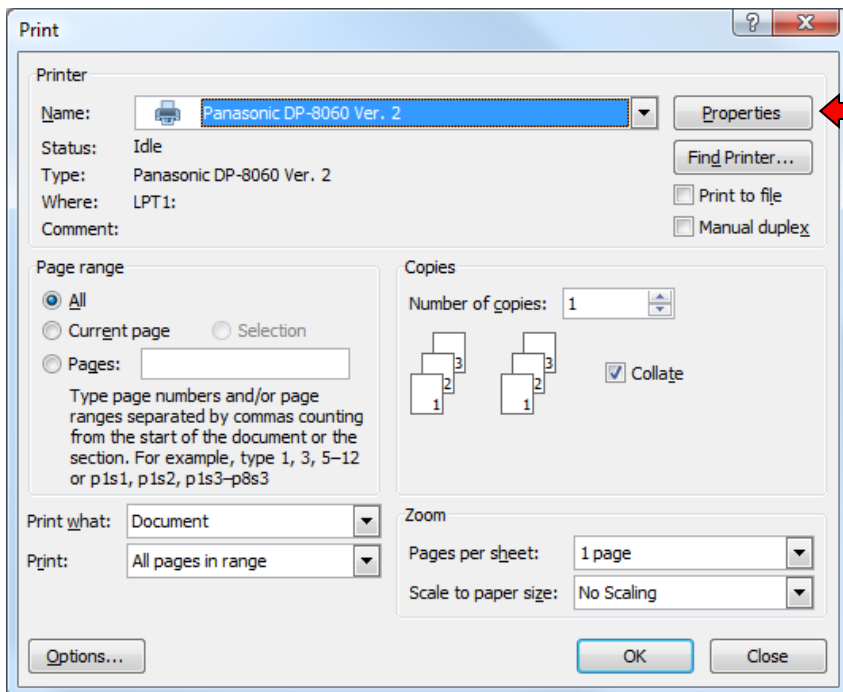 Print
Printer
Name: Panasonic DP-8060 Ver. 2 Properties
Status: Idle Find Printer...
Type: Panasonic DP-8060 Ver. 2
Where: LPT1: Print to file
Comment: Manual duplex
Page range
All
Current page Selection
Pages:
Type page numbers and/or page
ranges separated by commas counting
from the start of the document or the
section. For example, type 1, 3, 5–12
or p1s1, p1s2, p1s3–p8s3
Copies
Number of copies: 1
3 3
2 2
1 1
Collate
Print what: Document
Print: All pages in range
Zoom
Pages per sheet: 1 page
Scale to paper size: No Scaling
Options... OK Close